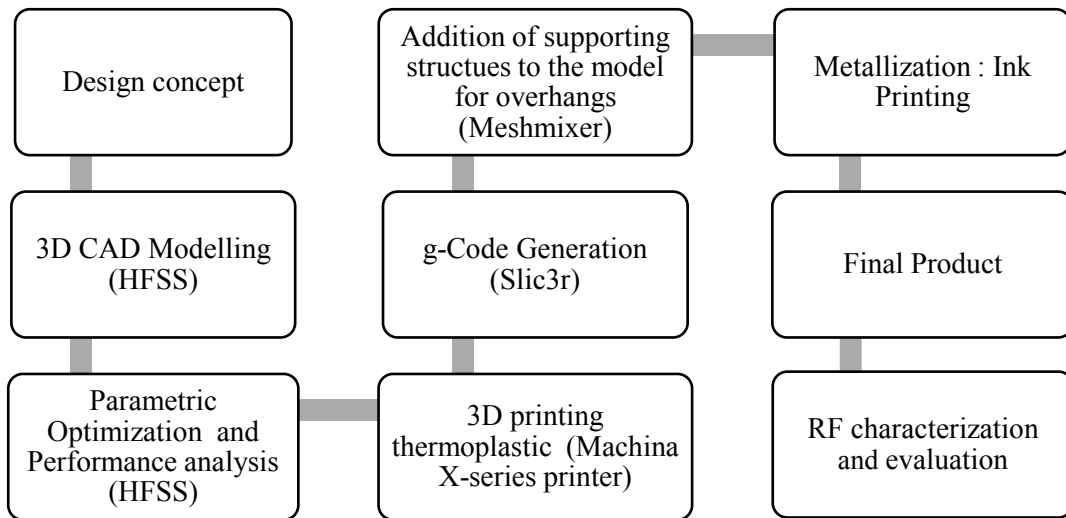 Design concept
3D CAD Modelling
(HFSS)
Parametric
Optimization and
Performance analysis
(HFSS)
3D printing
thermoplastic (Machina
X-series printer)
g-Code Generation
(Slic3r)
Addition of supporting
structues to the model
for overhangs
(Meshmixer)
Metallization : Ink
Printing
Final Product
RF characterization
and evaluation